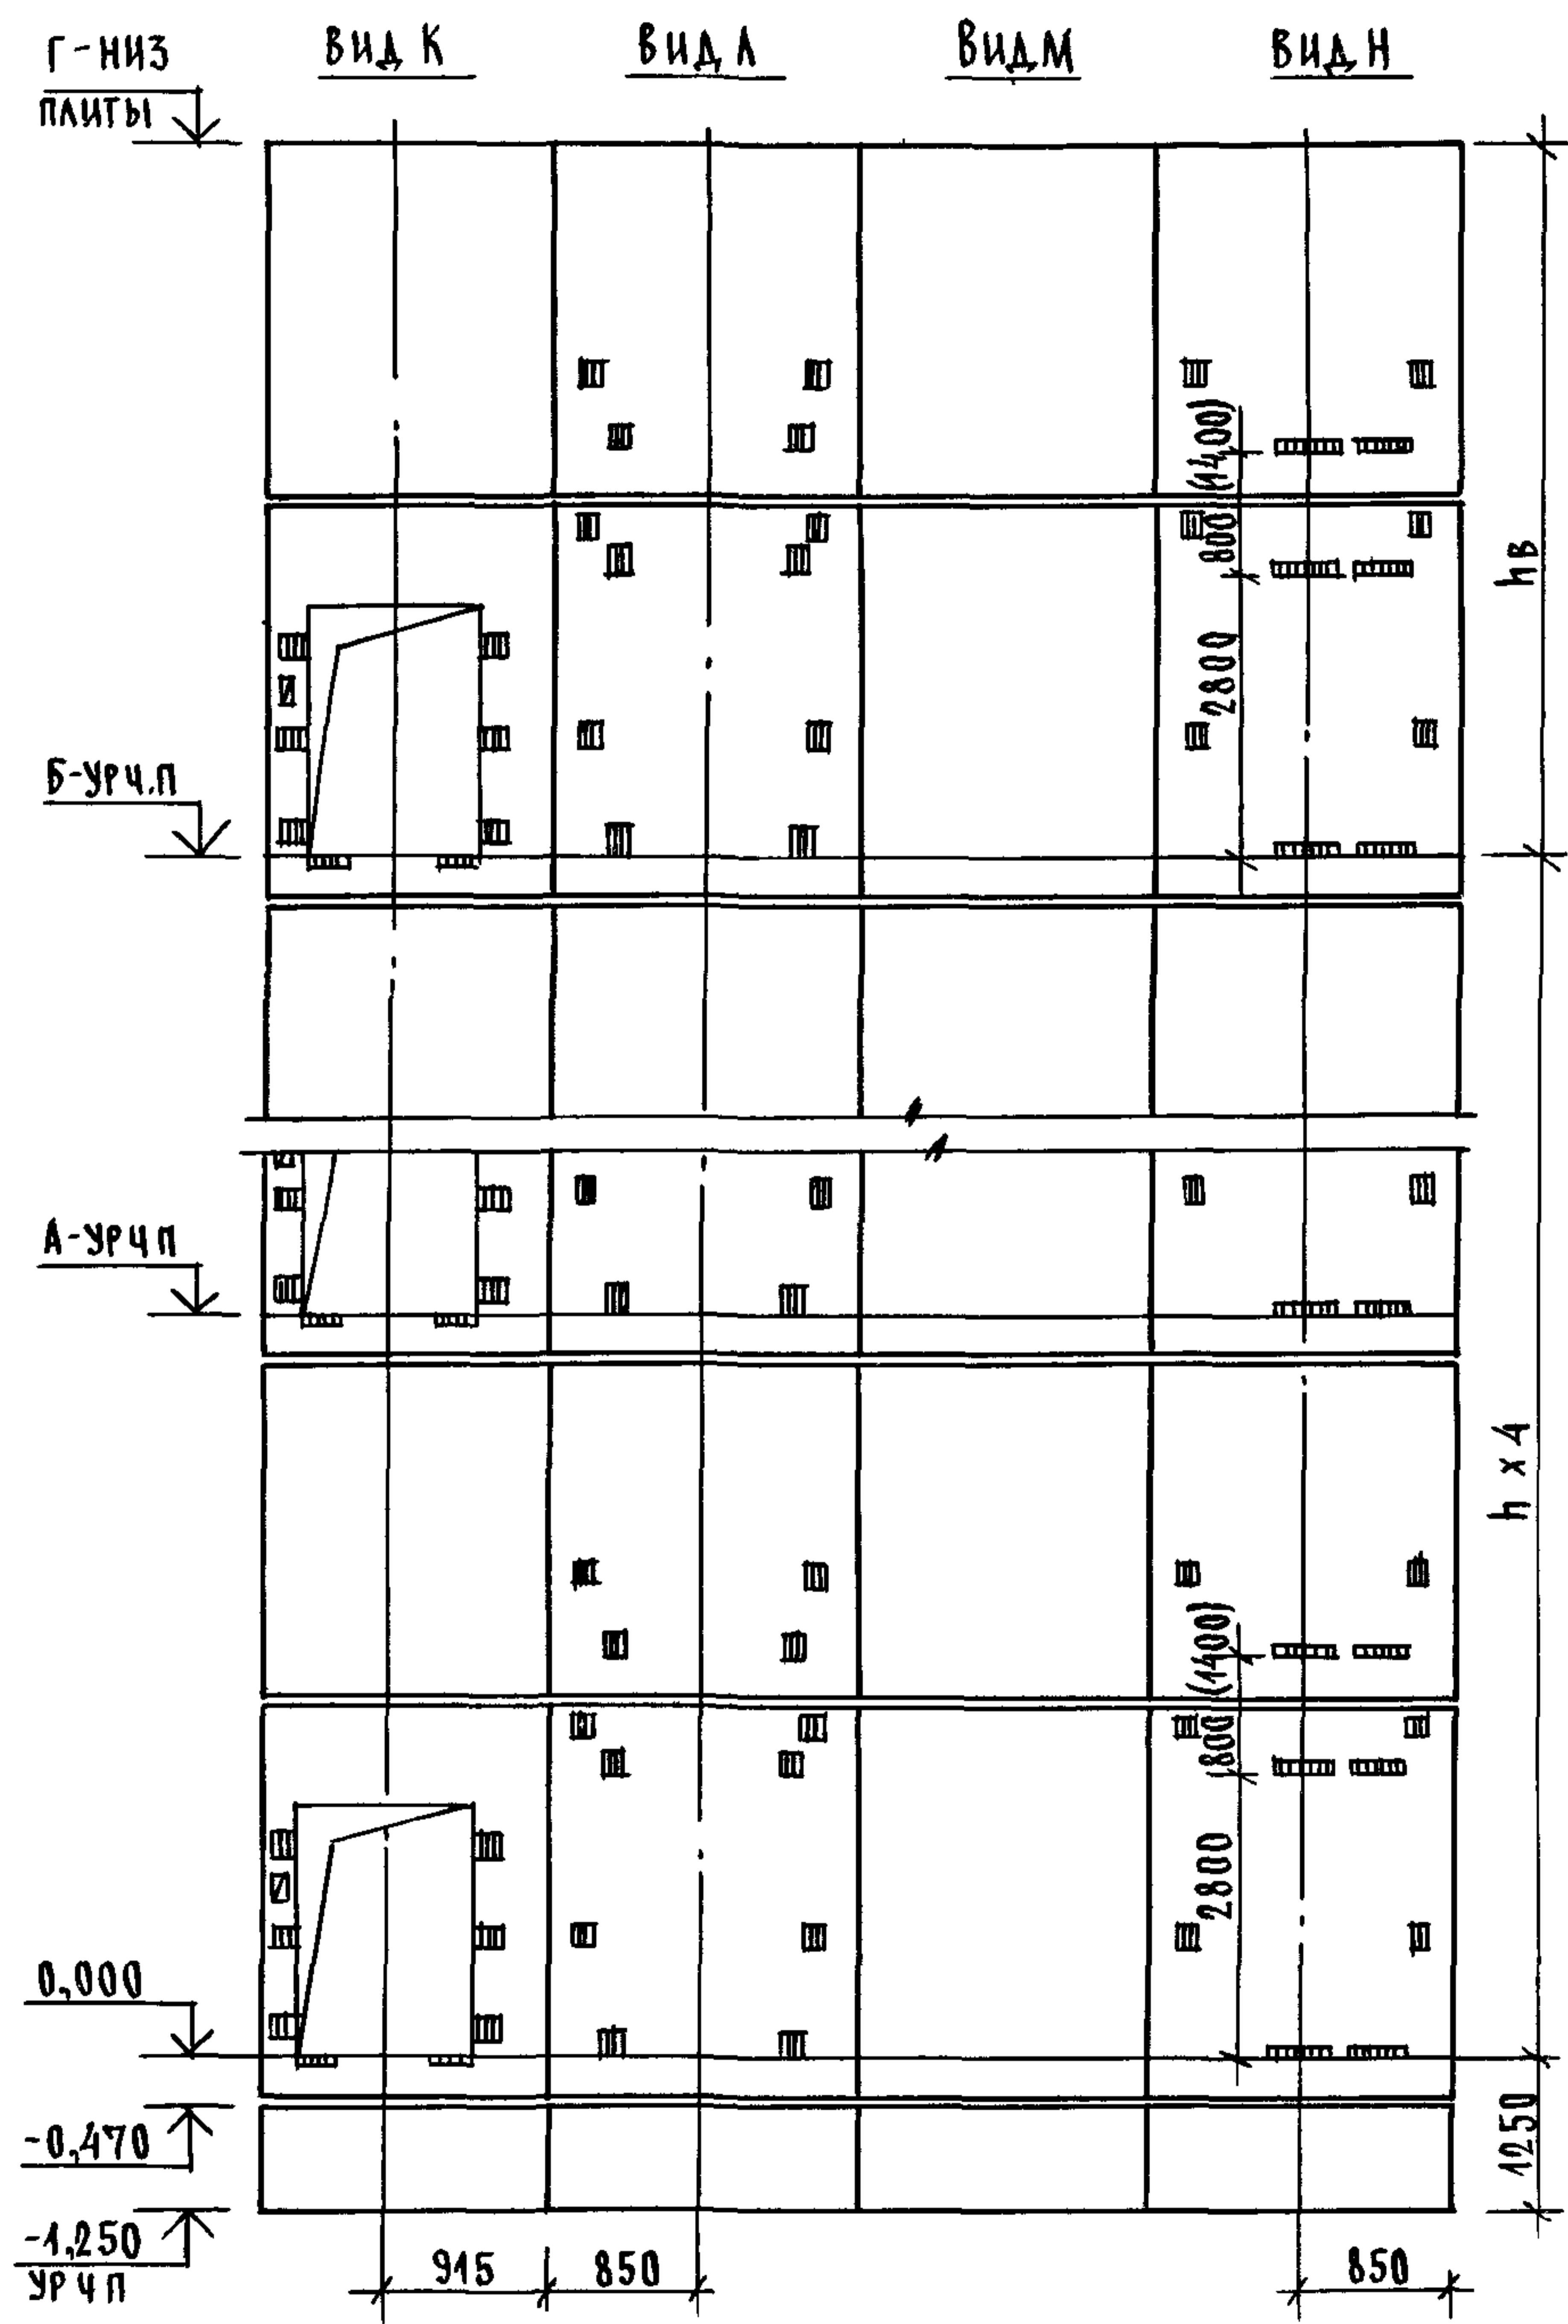 Г-НИЗ
ПЛИТЫ
ВИД К
ВИД Л
ВИД М
ВИД Н
800 (1400)
hв
2800
Б-УРЧ.П
А-УРЧП
h х 4
800 (1400)
2800
0,000
-0,470
1250
-1,250
УРЧП
915
850
850